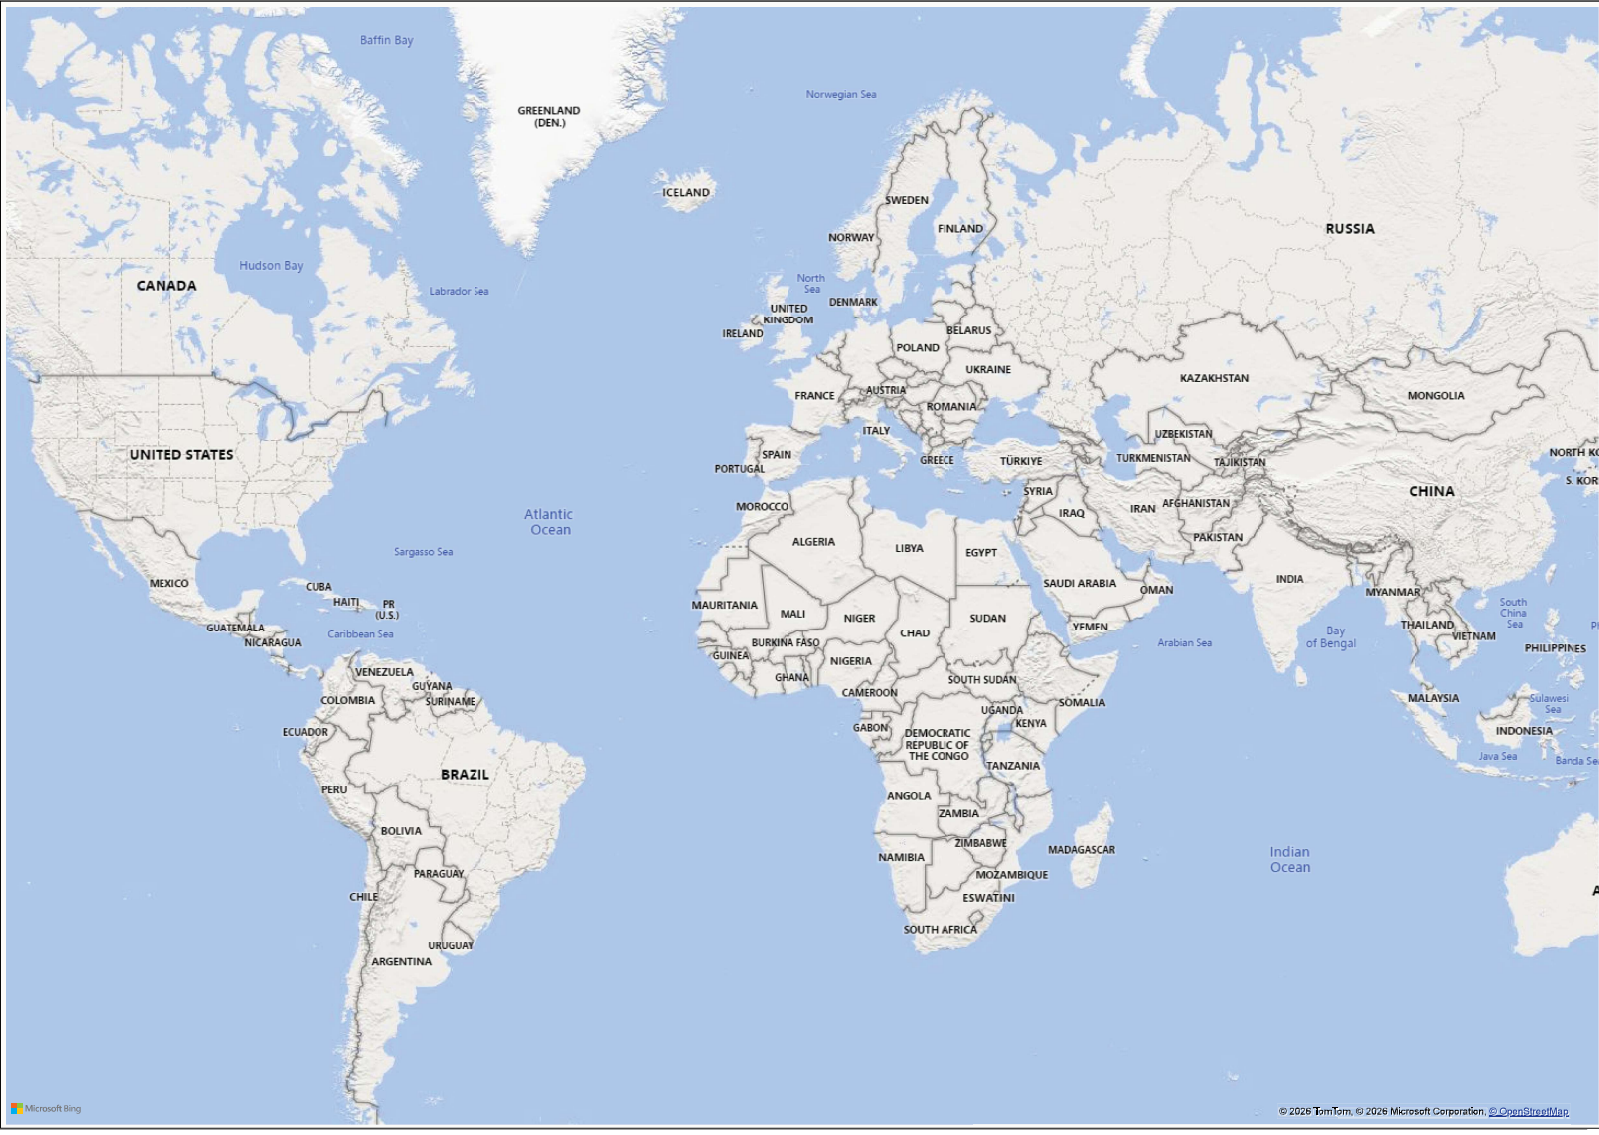 Baffin Bay
GREENLAND
(DEN.)
Norwegian Sea
ICELAND
SWEDEN
FINLAND
NORWAY
RUSSIA
Hudson Bay
CANADA
Labrador Sea
North
Sea
DENMARK
UNITED
KINGDOM
IRELAND
BELARUS
POLAND
UKRAINE
KAZAKHSTAN
MONGOLIA
FRANCE
AUSTRIA
ROMANIA
ITALY
UZBEKISTAN
UNITED STATES
SPAIN
PORTUGAL
GREECE
TÜRKIYE
TURKMENISTAN
TAJIKISTAN
NORTH KO
S. KOR
CHINA
SYRIA
MOROCCO
IRAQ
IRAN
AFGHANISTAN
Atlantic
Ocean
ALGERIA
LIBYA
EGYPT
PAKISTAN
Sargasso Sea
MEXICO
CUBA
HAITI
PR
(U.S.)
SAUDI ARABIA
OMAN
INDIA
MYANMAR
MAURITANIA
MALI
NIGER
CHAD
SUDAN
YEMEN
South
China
Sea
GUATEMALA
NICARAGUA
Caribbean Sea
BURKINA FASO
GUINEA
Arabian Sea
Bay
of Bengal
THAILAND
VIETNAM
PHILIPPINES
VENEZUELA
GUYANA
SURINAME
COLOMBIA
NIGERIA
GHANA
CAMEROON
SOUTH SUDAN
SOMALIA
UGANDA
KENYA
MALAYSIA
Sulawesi
Sea
ECUADOR
GABON
DEMOCRATIC
REPUBLIC OF
THE CONGO
INDONESIA
Java Sea
Banda Sea
BRAZIL
PERU
TANZANIA
ANGOLA
ZAMBIA
BOLIVIA
ZIMBABWE
NAMIBIA
MADAGASCAR
Indian
Ocean
PARAGUAY
MOZAMBIQUE
CHILE
ESWATINI
A
SOUTH AFRICA
URUGUAY
ARGENTINA
Microsoft Bing
© 2026 TomTom, © 2026 Microsoft Corporation, © OpenStreetMap